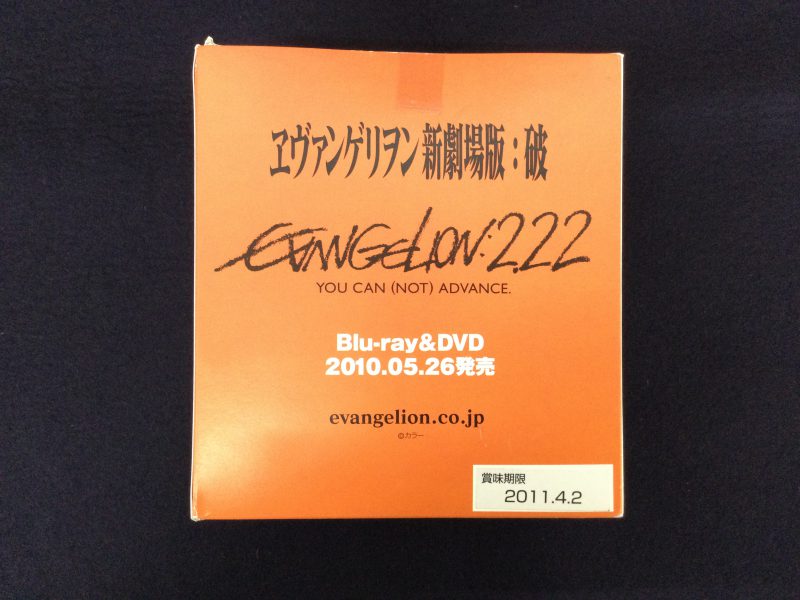 ヱヴァンゲリヲン新劇場版：破
EVANGELION:2.22
YOU CAN (NOT) ADVANCE.
Blu-ray&DVD
2010.05.26発売
evangelion.co.jp
©カラー
賞味期限
2011.4.2